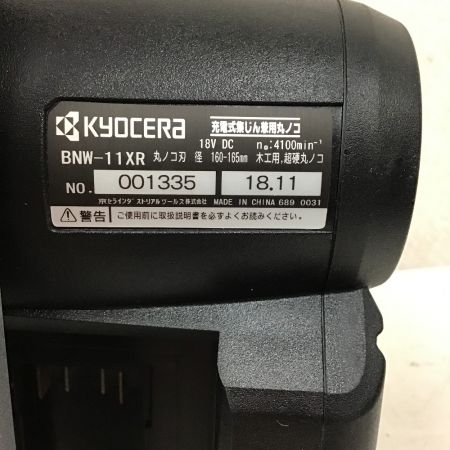 KYOCERA 充電式集じん兼用丸ノコ
18V DC n₀:4100min⁻¹
BNW-11XR 丸ノコ刃 径 160-165mm 木工用,超硬丸ノコ
NO. 001335 18.11
京セラインダストリアルツールズ株式会社 MADE IN CHINA 689 0031
⚠警告 ご使用前に取扱説明書を必ずよくお読みください。